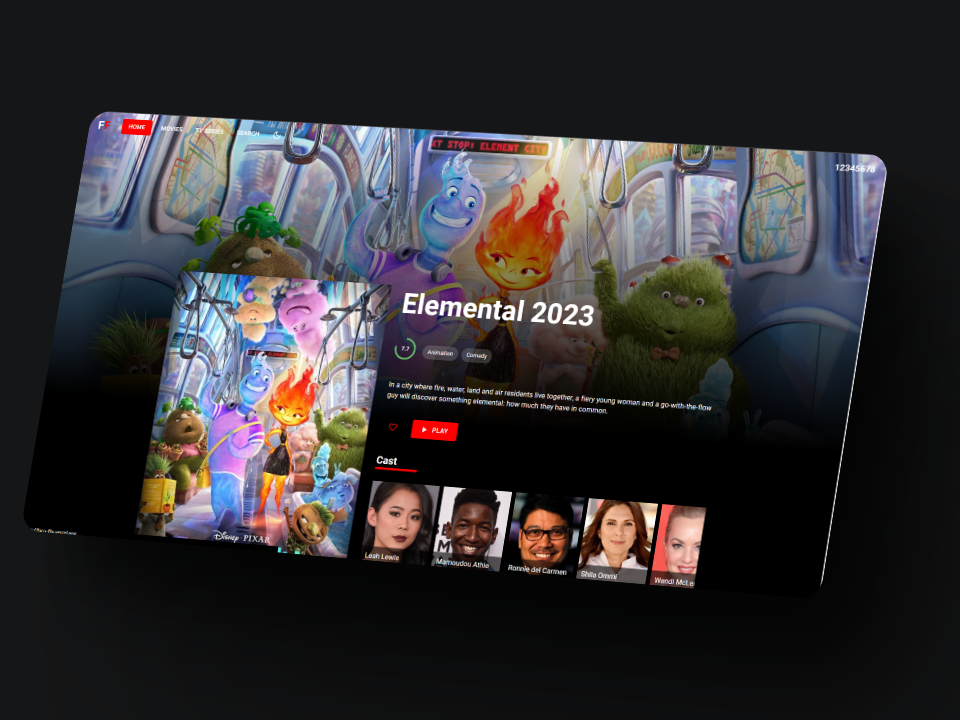 FF HOME MOVIES TV SERIES SEARCH
12345678
NEXT STOP: ELEMENT CITY
Elemental 2023
7.7 Animation Comedy
In a city where fire, water, land and air residents live together, a fiery young woman and a go-with-the-flow
guy will discover something elemental: how much they have in common.
PLAY
Cast
Disney · PIXAR
Leah Lewis
Mamoudou Athie
Ronnie del Carmen
Shila Ommi
Wendi McLe